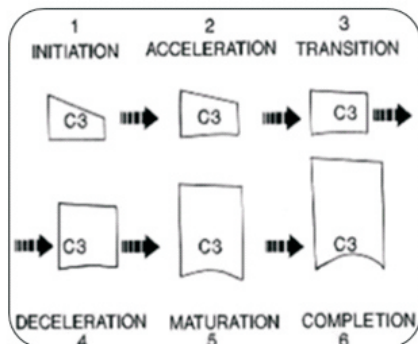 1 2 3
INITIATION ACCELERATION TRANSITION
C3 C3 C3
C3 C3 C3
DECELERATION MATURATION COMPLETION
4 5 6